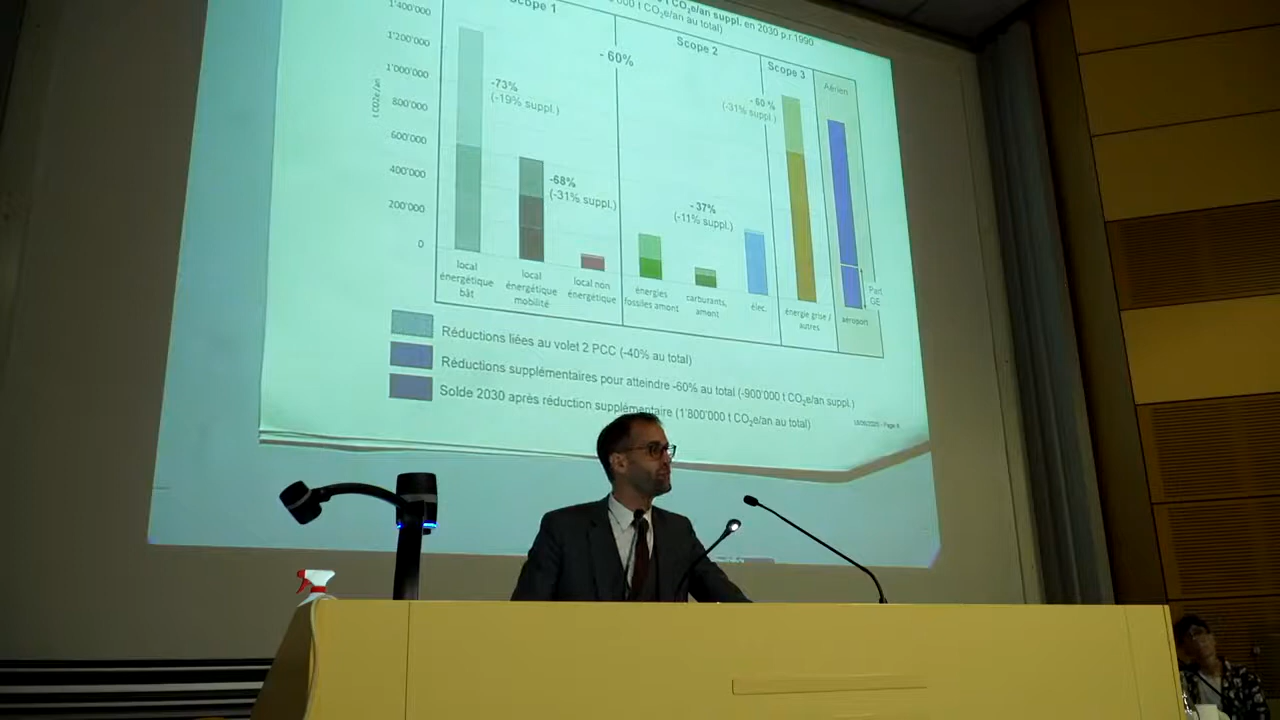 CO₂e/an suppl. en 2030 p.r.1990
000 t CO₂e/an au total)
Scope 1
Scope 2
Scope 3
Aérien
- 60%
t CO2e/an
1'400'000
1'200'000
1'000'000
800'000
600'000
400'000
200'000
0
-73%
(-19% suppl.)
-68%
(-31% suppl.)
- 37%
(-11% suppl.)
- 60 %
(-31% suppl.)
local
énergétique
bât
local
énergétique
mobilité
local non
énergétique
énergies
fossiles amont
carburants,
amont
élec.
énergie grise /
autres
aéroport
Part
GE
Réductions liées au volet 2 PCC (-40% au total)
Réductions supplémentaires pour atteindre -60% au total (-900'000 t CO₂e/an suppl.)
Solde 2030 après réduction supplémentaire (1'800'000 t CO₂e/an au total)